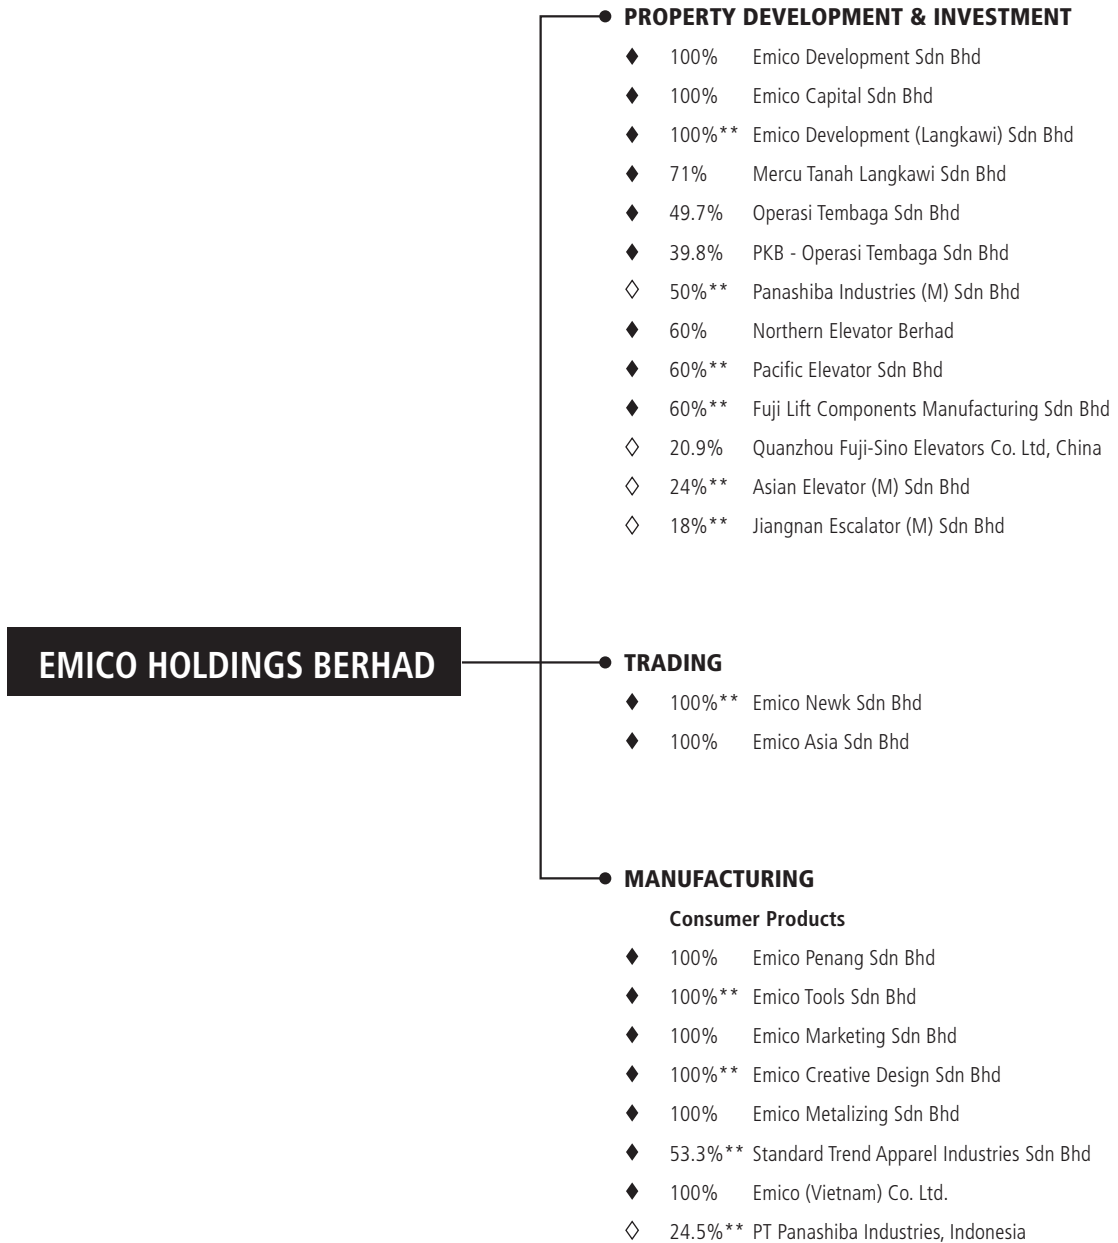 PROPERTY DEVELOPMENT & INVESTMENT
♦ 100% Emico Development Sdn Bhd
♦ 100% Emico Capital Sdn Bhd
♦ 100%** Emico Development (Langkawi) Sdn Bhd
♦ 71% Mercu Tanah Langkawi Sdn Bhd
♦ 49.7% Operasi Tembaga Sdn Bhd
♦ 39.8% PKB - Operasi Tembaga Sdn Bhd
◊ 50%** Panashiba Industries (M) Sdn Bhd
♦ 60% Northern Elevator Berhad
♦ 60%** Pacific Elevator Sdn Bhd
♦ 60%** Fuji Lift Components Manufacturing Sdn Bhd
◊ 20.9% Quanzhou Fuji-Sino Elevators Co. Ltd, China
◊ 24%** Asian Elevator (M) Sdn Bhd
◊ 18%** Jiangnan Escalator (M) Sdn Bhd
EMICO HOLDINGS BERHAD
TRADING
♦ 100%** Emico Newk Sdn Bhd
♦ 100% Emico Asia Sdn Bhd
MANUFACTURING
Consumer Products
♦ 100% Emico Penang Sdn Bhd
♦ 100%** Emico Tools Sdn Bhd
♦ 100% Emico Marketing Sdn Bhd
♦ 100%** Emico Creative Design Sdn Bhd
♦ 100% Emico Metalizing Sdn Bhd
♦ 53.3%** Standard Trend Apparel Industries Sdn Bhd
♦ 100% Emico (Vietnam) Co. Ltd.
◊ 24.5%** PT Panashiba Industries, Indonesia